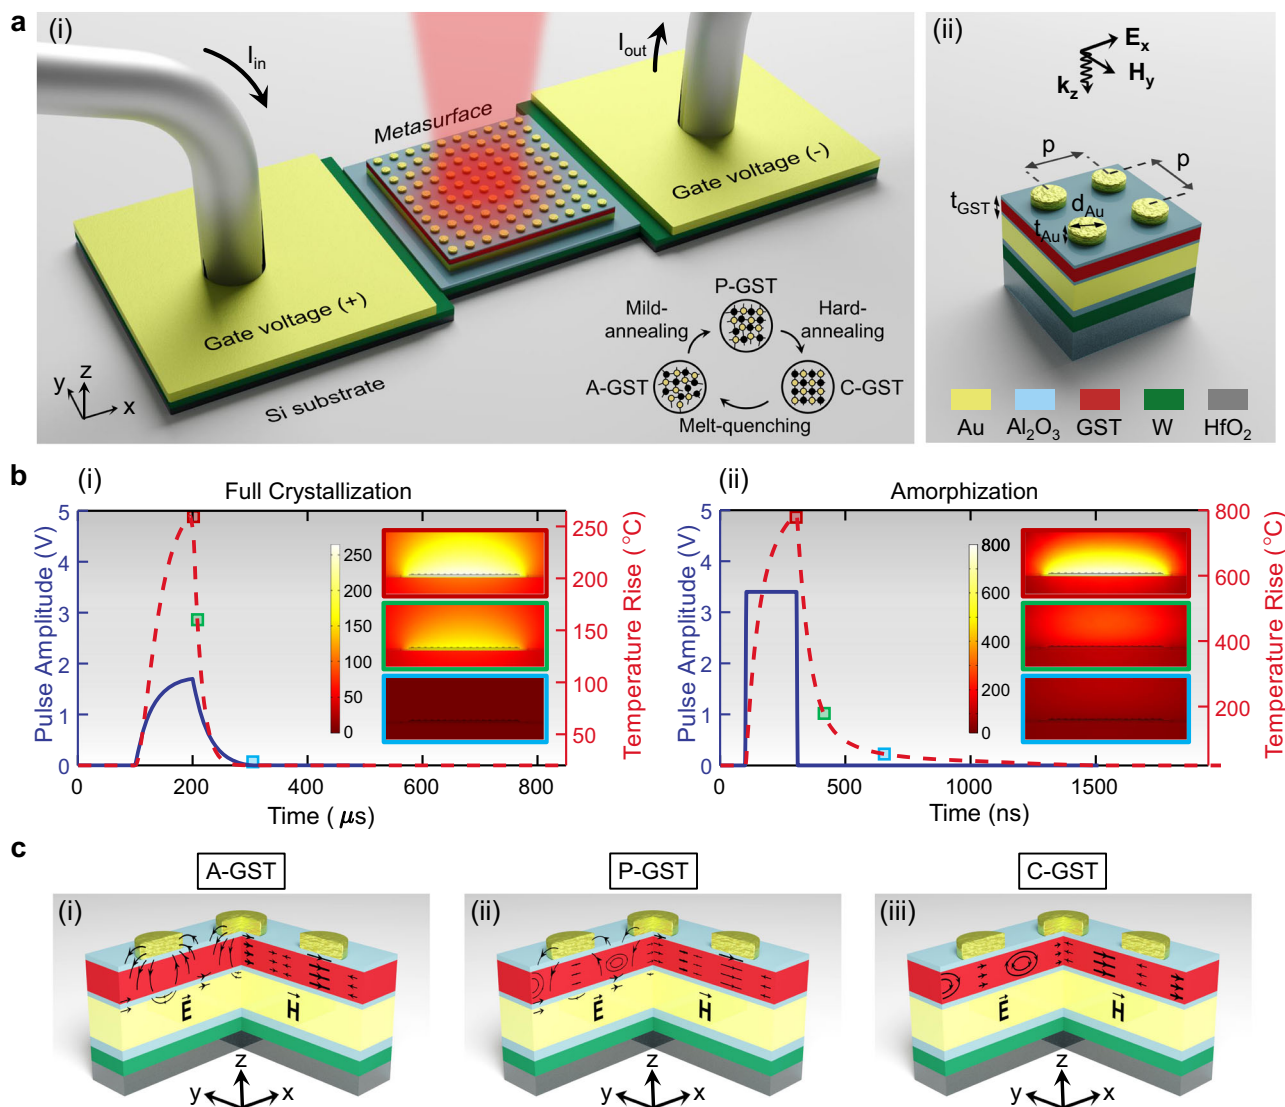 a
(i)
I_in
I_out
Metasurface
Gate voltage (+)
Gate voltage (-)
Si substrate
y
z
x
P-GST
Mild-
annealing
Hard-
annealing
A-GST
C-GST
Melt-quenching
(ii)
E_x
H_y
k_z
p
p
t_GST
d_Au
t_Au
Au
Al₂O₃
GST
W
HfO₂
b
(i)
Full Crystallization
Pulse Amplitude (V)
5
4
3
2
1
0
0
200
400
600
800
Time ( μs)
250
200
150
100
50
Temperature Rise (°C)
250
200
150
100
50
0
(ii)
Amorphization
Pulse Amplitude (V)
5
4
3
2
1
0
0
500
1000
1500
Time (ns)
800
600
400
200
Temperature Rise (°C)
800
600
400
200
0
c
A-GST
(i)
E
H
z
y
x
P-GST
(ii)
E
H
z
y
x
C-GST
(iii)
E
H
z
y
x